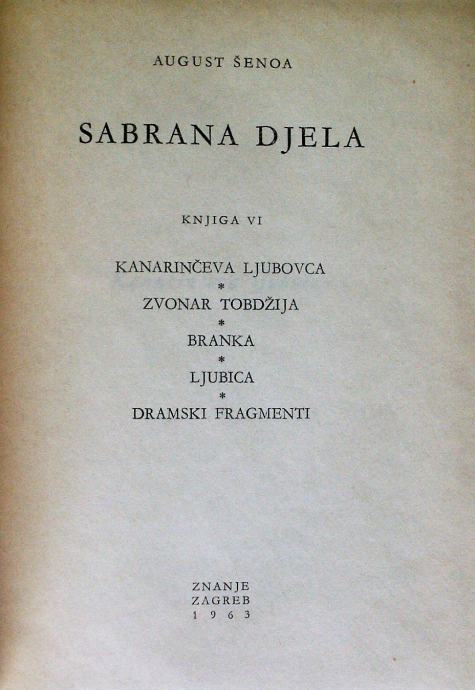 AUGUST ŠENOA
SABRANA DJELA
KNJIGA VI
KANARINČEVA LJUBOVCA
*
ZVONAR TOBDŽIJA
*
BRANKA
*
LJUBICA
*
DRAMSKI FRAGMENTI
ZNANJE
ZAGREB
1963